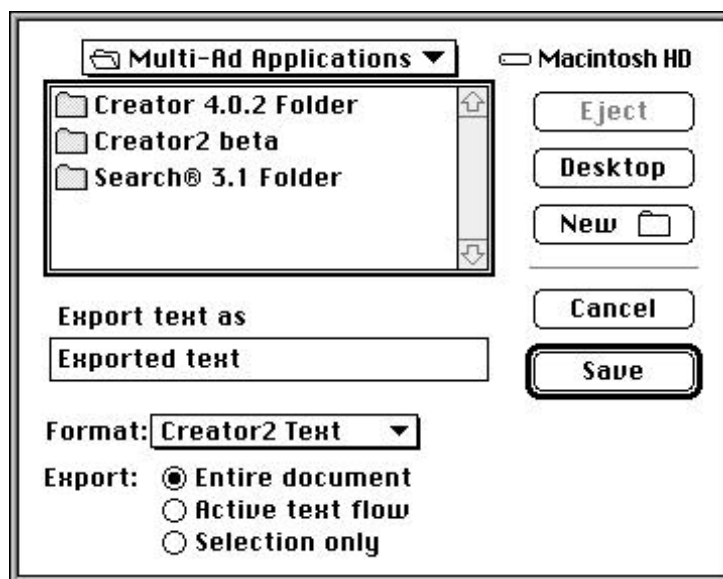 Multi-Ad Applications
Macintosh HD
Creator 4.0.2 Folder
Creator2 beta
Search® 3.1 Folder
Eject
Desktop
New
Export text as
Exported text
Cancel
Save
Format: Creator2 Text
Export: Entire document
Active text flow
Selection only